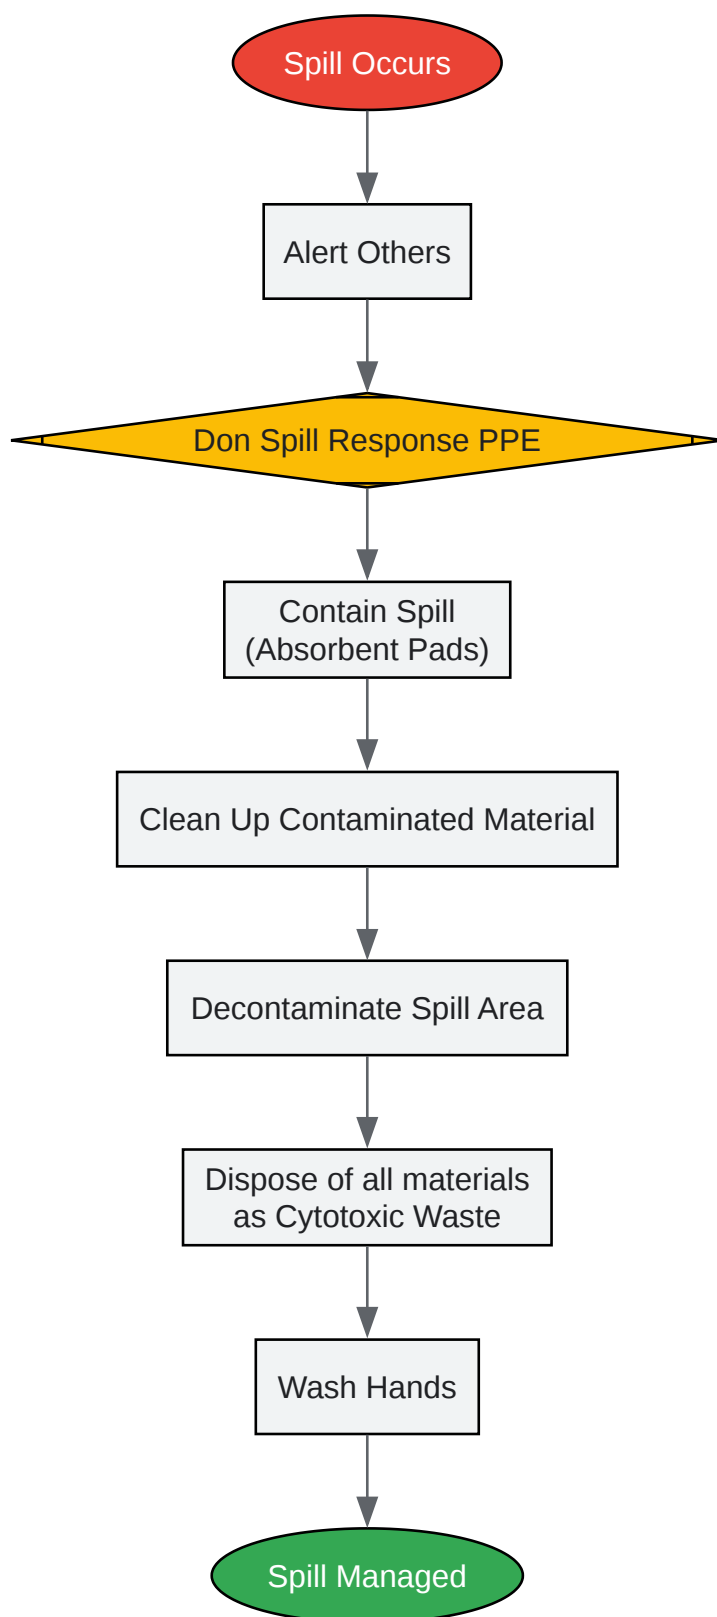 Spill Occurs
Alert Others
Don Spill Response PPE
Contain Spill
(Absorbent Pads)
Clean Up Contaminated Material
Decontaminate Spill Area
Dispose of all materials
as Cytotoxic Waste
Wash Hands
Spill Managed